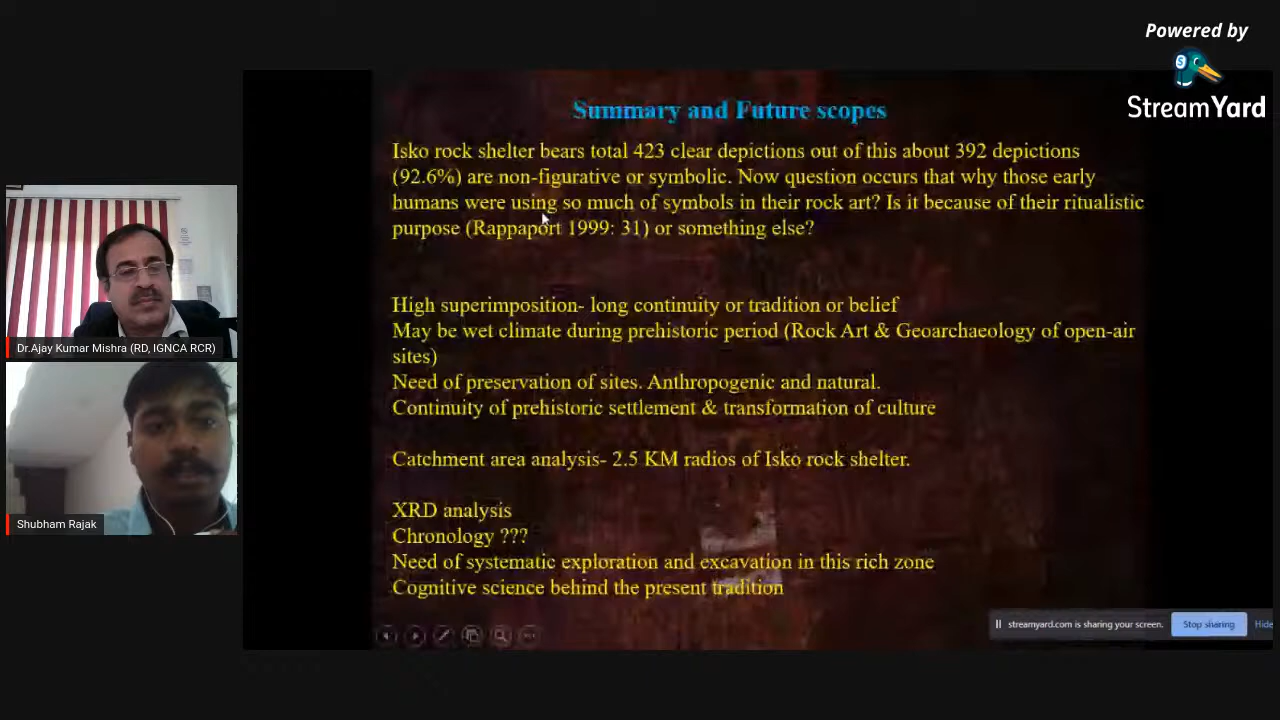 Powered by
StreamYard
Summary and Future scopes
Isko rock shelter bears total 423 clear depictions out of this about 392 depictions
(92.6%) are non-figurative or symbolic. Now question occurs that why those early
humans were using so much of symbols in their rock art? Is it because of their ritualistic
purpose (Rappaport 1999: 31) or something else?
High superimposition- long continuity or tradition or belief
May be wet climate during prehistoric period (Rock Art & Geoarchaeology of open-air
sites)
Need of preservation of sites. Anthropogenic and natural.
Continuity of prehistoric settlement & transformation of culture
Catchment area analysis- 2.5 KM radios of Isko rock shelter.
XRD analysis
Chronology ???
Need of systematic exploration and excavation in this rich zone
Cognitive science behind the present tradition
Dr.Ajay Kumar Mishra (RD, IGNCA RCR)
Shubham Rajak
streamyard.com is sharing your screen.
Stop sharing
Hide